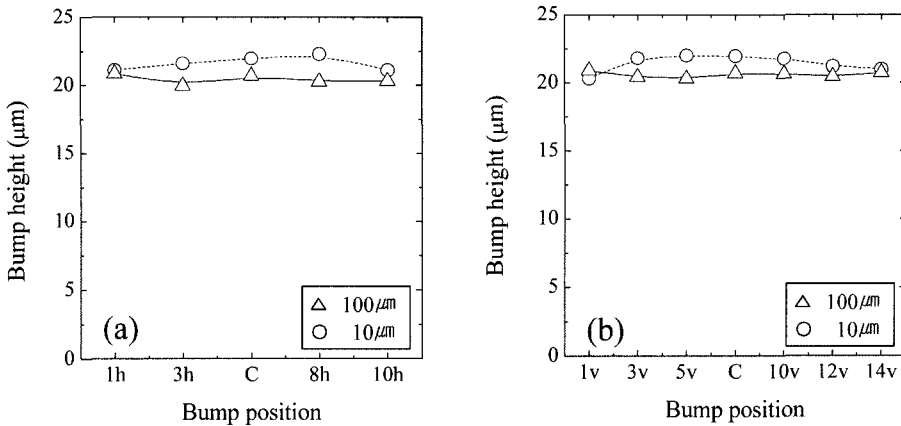 25
20
15
10
5
0
Bump height (μm)
(a)
100㎛
10㎛
1h 3h C 8h 10h
Bump position
25
20
15
10
5
0
Bump height (μm)
(b)
100㎛
10㎛
1v 3v 5v C 10v 12v 14v
Bump position